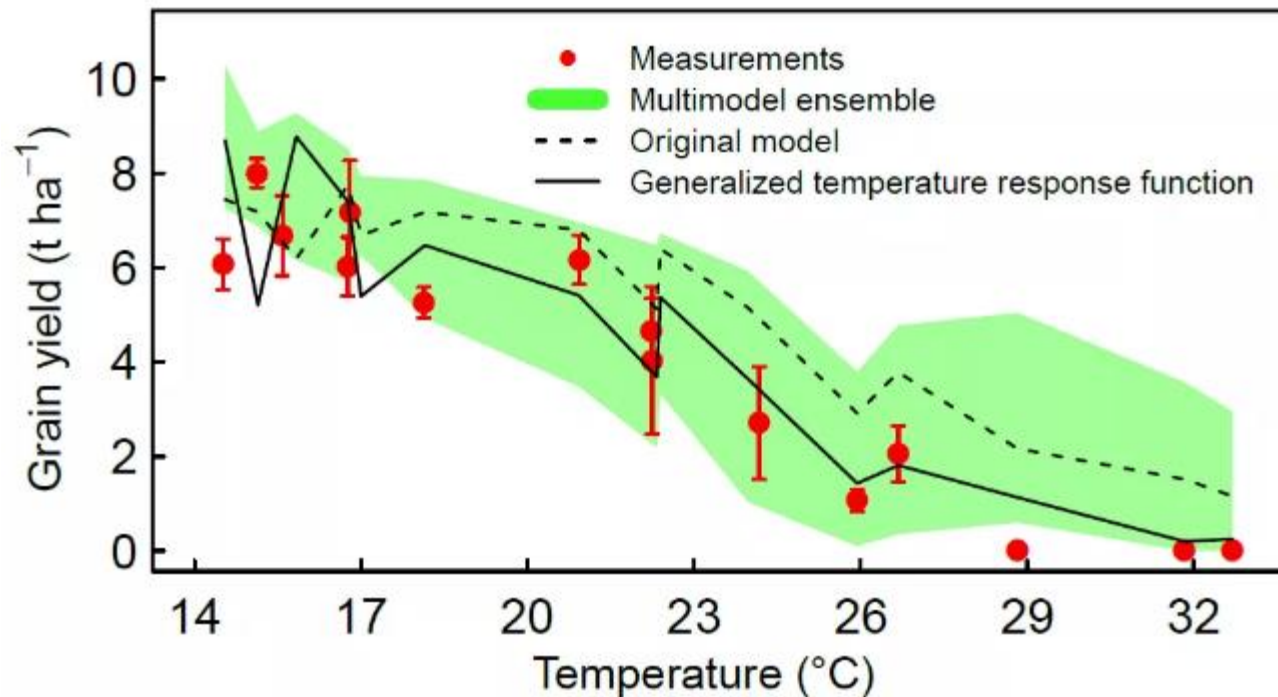 Measurements
Multimodel ensemble
Original model
Generalized temperature response function
Grain yield (t ha⁻¹)
10
8
6
4
2
0
14 17 20 23 26 29 32
Temperature (°C)